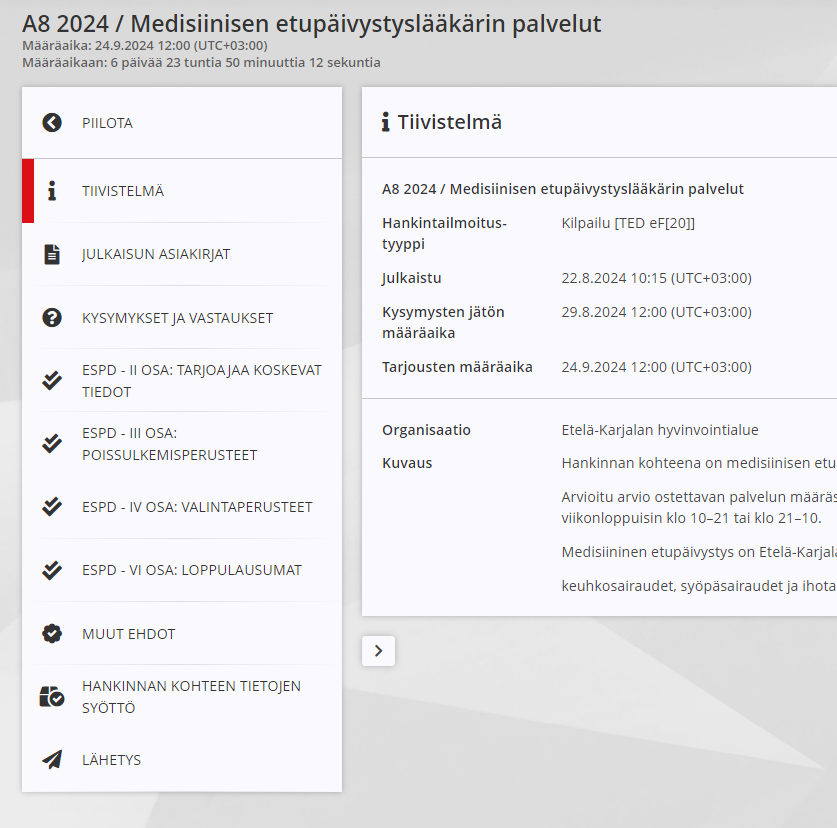 A8 2024 / Medisiinisen etupäivystyslääkärin palvelut
Määräaika: 24.9.2024 12:00 (UTC+03:00)
Määräaikaan: 6 päivää 23 tuntia 50 minuuttia 12 sekuntia
PIILOTA
TIIVISTELMÄ
JULKAISUN ASIAKIRJAT
KYSYMYKSET JA VASTAUKSET
ESPD - II OSA: TARJOAJAA KOSKEVAT
TIEDOT
ESPD - III OSA:
POISSULKEMISPERUSTEET
ESPD - IV OSA: VALINTAPERUSTEET
ESPD - VI OSA: LOPPULAUSUMAT
MUUT EHDOT
HANKINNAN KOHTEEN TIETOJEN
SYÖTTÖ
LÄHETYS
Tiivistelmä
A8 2024 / Medisiinisen etupäivystyslääkärin palvelut
Hankintailmoitus-
tyyppi
Kilpailu [TED eF[20]]
Julkaistu
22.8.2024 10:15 (UTC+03:00)
Kysymysten jätön
määräaika
29.8.2024 12:00 (UTC+03:00)
Tarjousten määräaika
24.9.2024 12:00 (UTC+03:00)
Organisaatio
Etelä-Karjalan hyvinvointialue
Kuvaus
Hankinnan kohteena on medisiinisen etu
Arvioitu arvio ostettavan palvelun määräs
viikonloppuisin klo 10–21 tai klo 21–10.
Medisiininen etupäivystys on Etelä-Karjala
keuhkosairaudet, syöpäsairaudet ja ihota